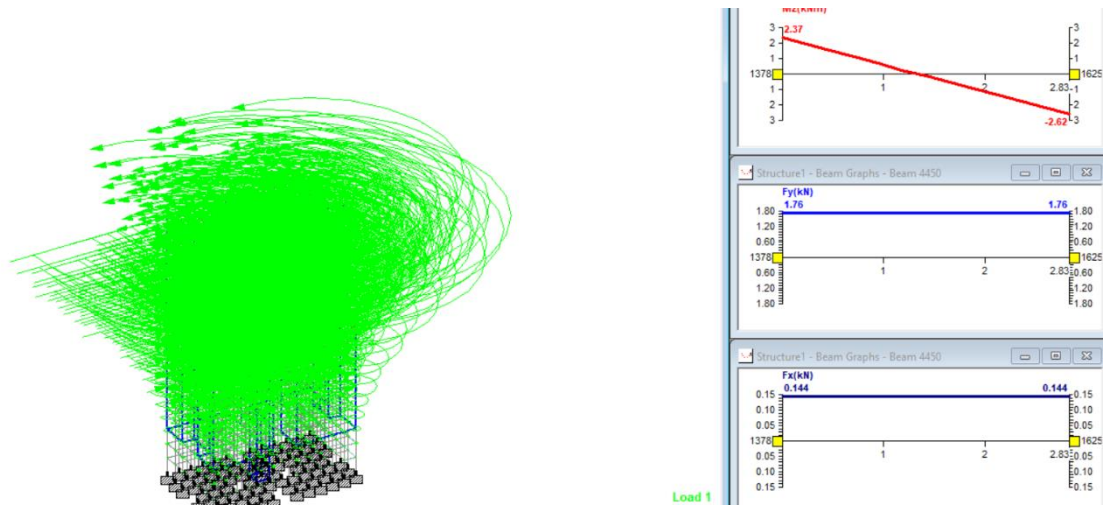 Mz(kNm)
3 2.37 3
2 2
1 1
1378 1625
1 2 2.83
1 1
2 2
3 -2.62 3
Structure1 - Beam Graphs - Beam 4450
Fy(kN)
1.80 1.76 1.76 1.80
1.20 1.20
0.60 0.60
1378 1625
1 2 2.83
0.60 0.60
1.20 1.20
1.80 1.80
Structure1 - Beam Graphs - Beam 4450
Fx(kN)
0.15 0.144 0.144 0.15
0.10 0.10
0.05 0.05
1378 1625
1 2 2.83
0.05 0.05
0.10 0.10
0.15 0.15
Load 1